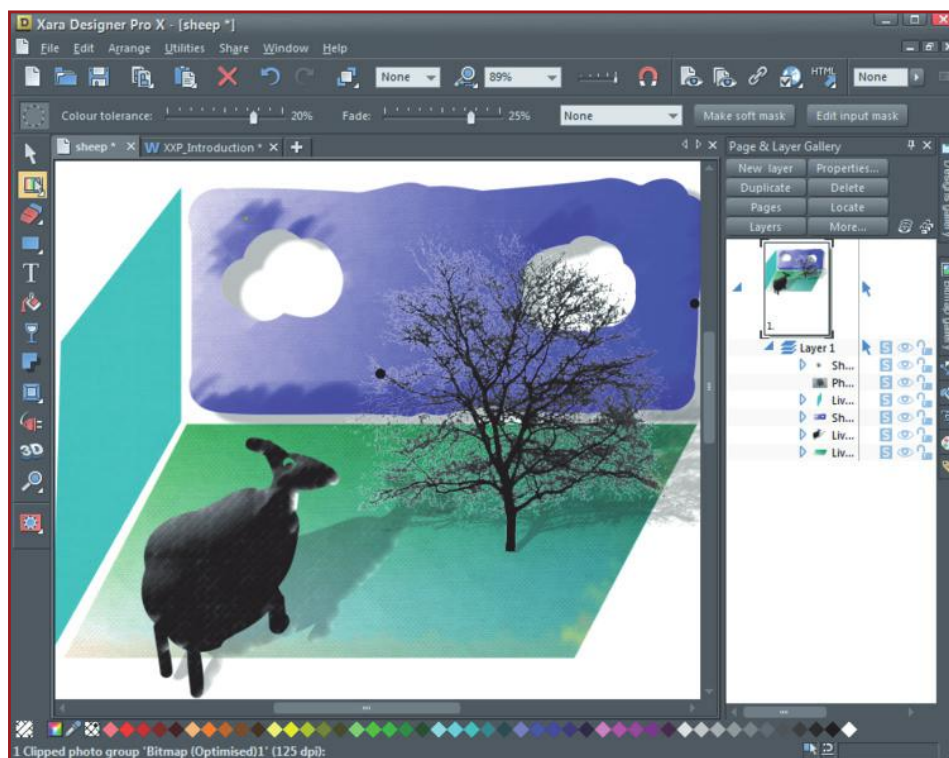 Xara Designer Pro X - [sheep *]
File Edit Arrange Utilities Share Window Help
None 89% HTML None
Colour tolerance: 20% Fade: 25% None Make soft mask Edit input mask
sheep * XXP_Introduction * Page & Layer Gallery
New layer Properties...
Duplicate Delete
Pages Locate
Layers More...
T
1.
Layer 1 S
Sh... S
Ph... S
Liv... S
Sh... S
Liv... S
Liv... S
3D
1 Clipped photo group 'Bitmap (Optimised)1' (125 dpi):